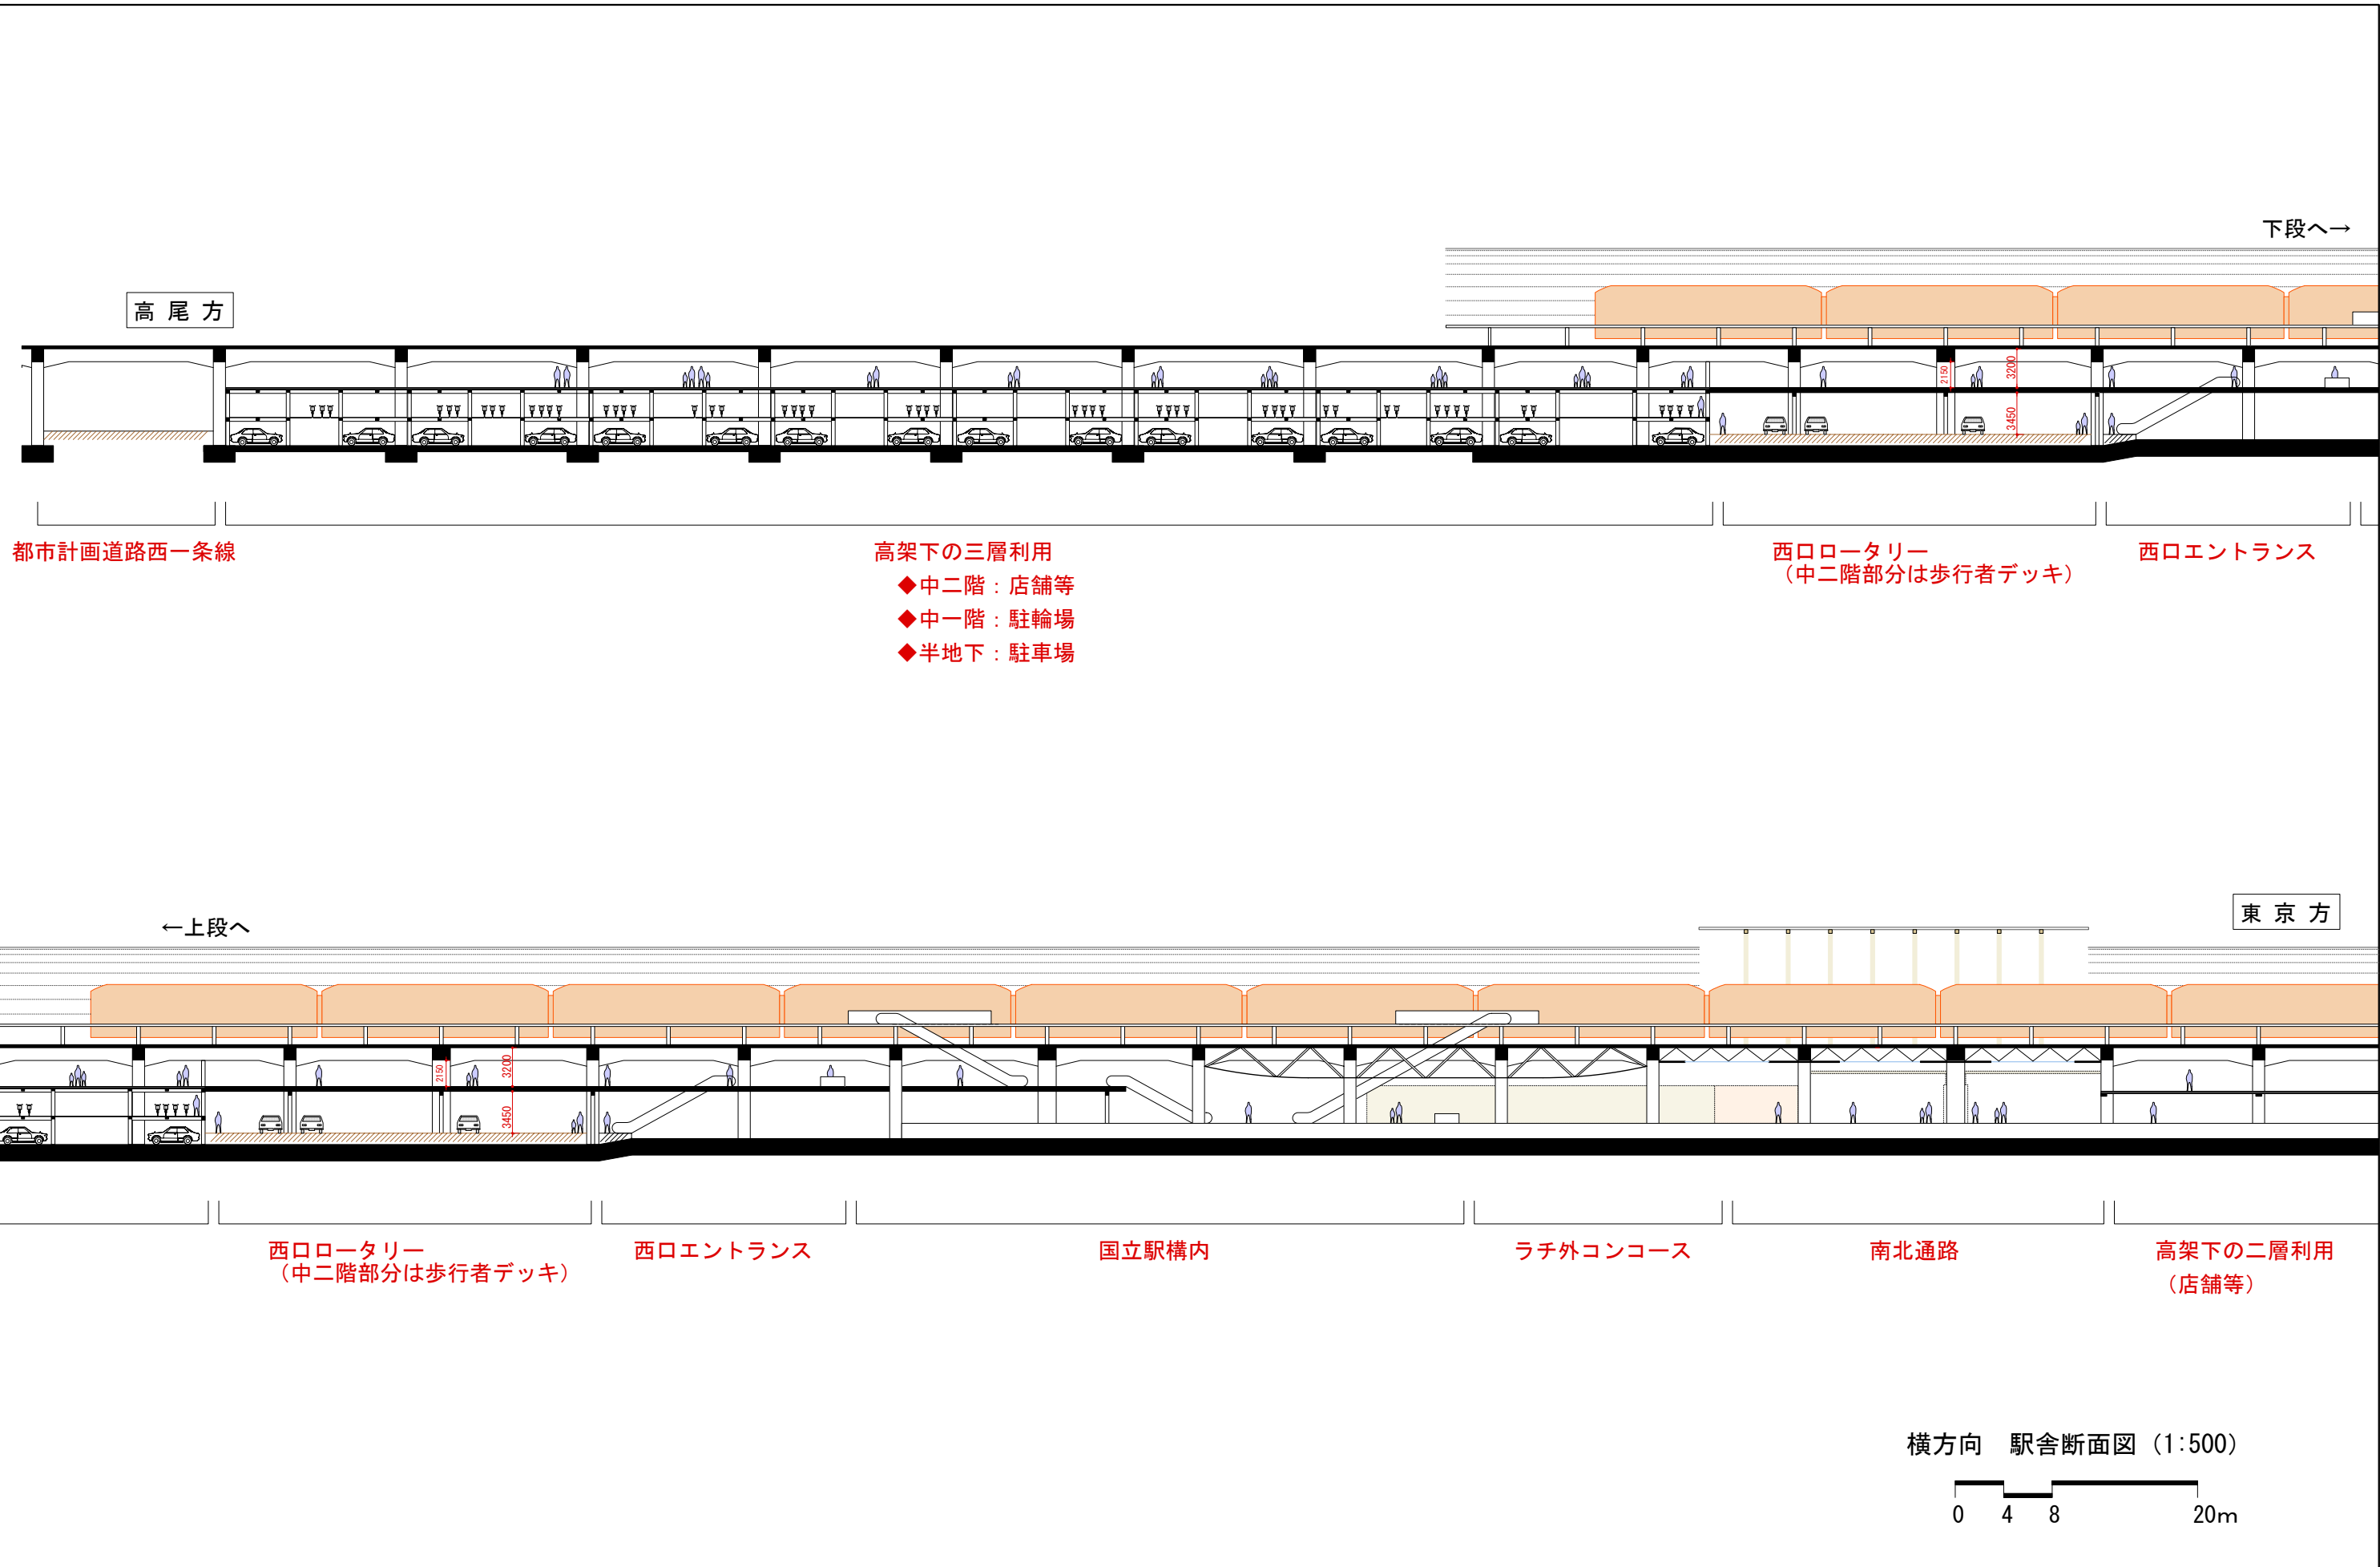 下段へ→
高尾方
2150
3200
3450
都市計画道路西一条線
高架下の三層利用
◆中二階：店舗等
◆中一階：駐輪場
◆半地下：駐車場
西口ロータリー
（中二階部分は歩行者デッキ）
西口エントランス
←上段へ
東京方
2150
3200
3450
西口ロータリー
（中二階部分は歩行者デッキ）
西口エントランス
国立駅構内
ラチ外コンコース
南北通路
高架下の二層利用
（店舗等）
横方向　駅舎断面図（1:500）
0 4 8 20m